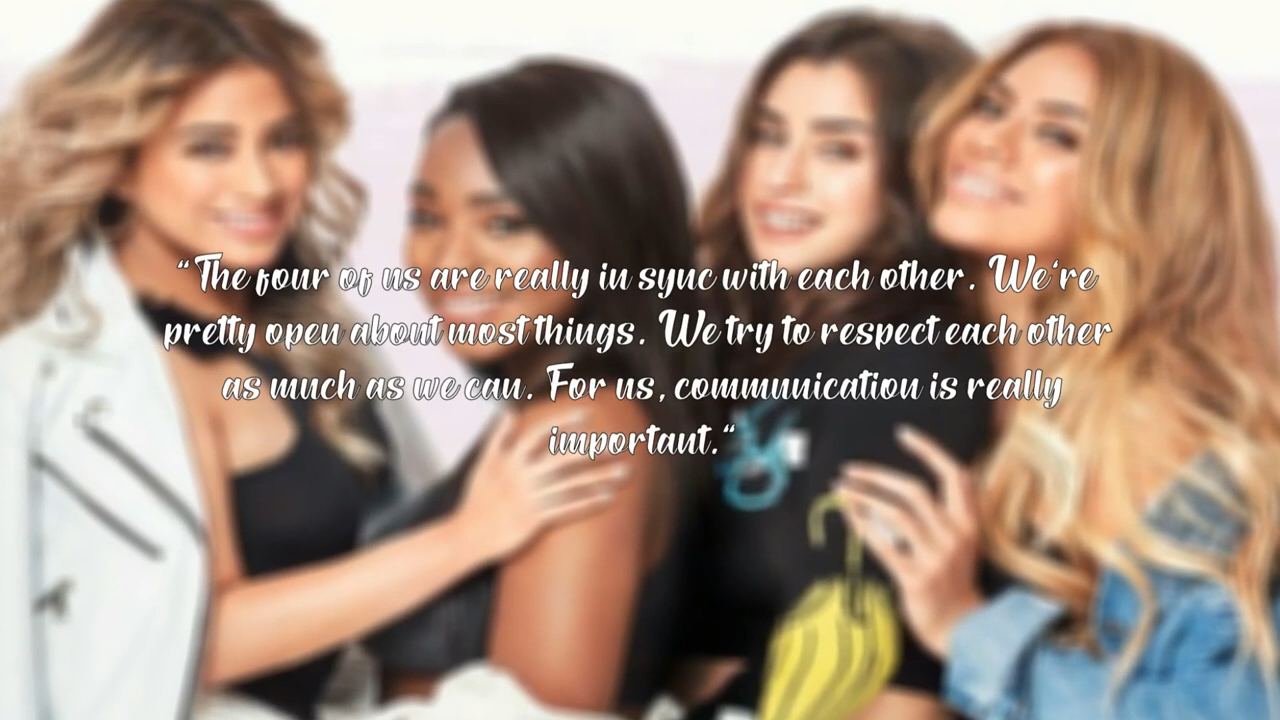 “The four of us are really in sync with each other. We're
pretty open about most things. We try to respect each other
as much as we can. For us, communication is really
important.“